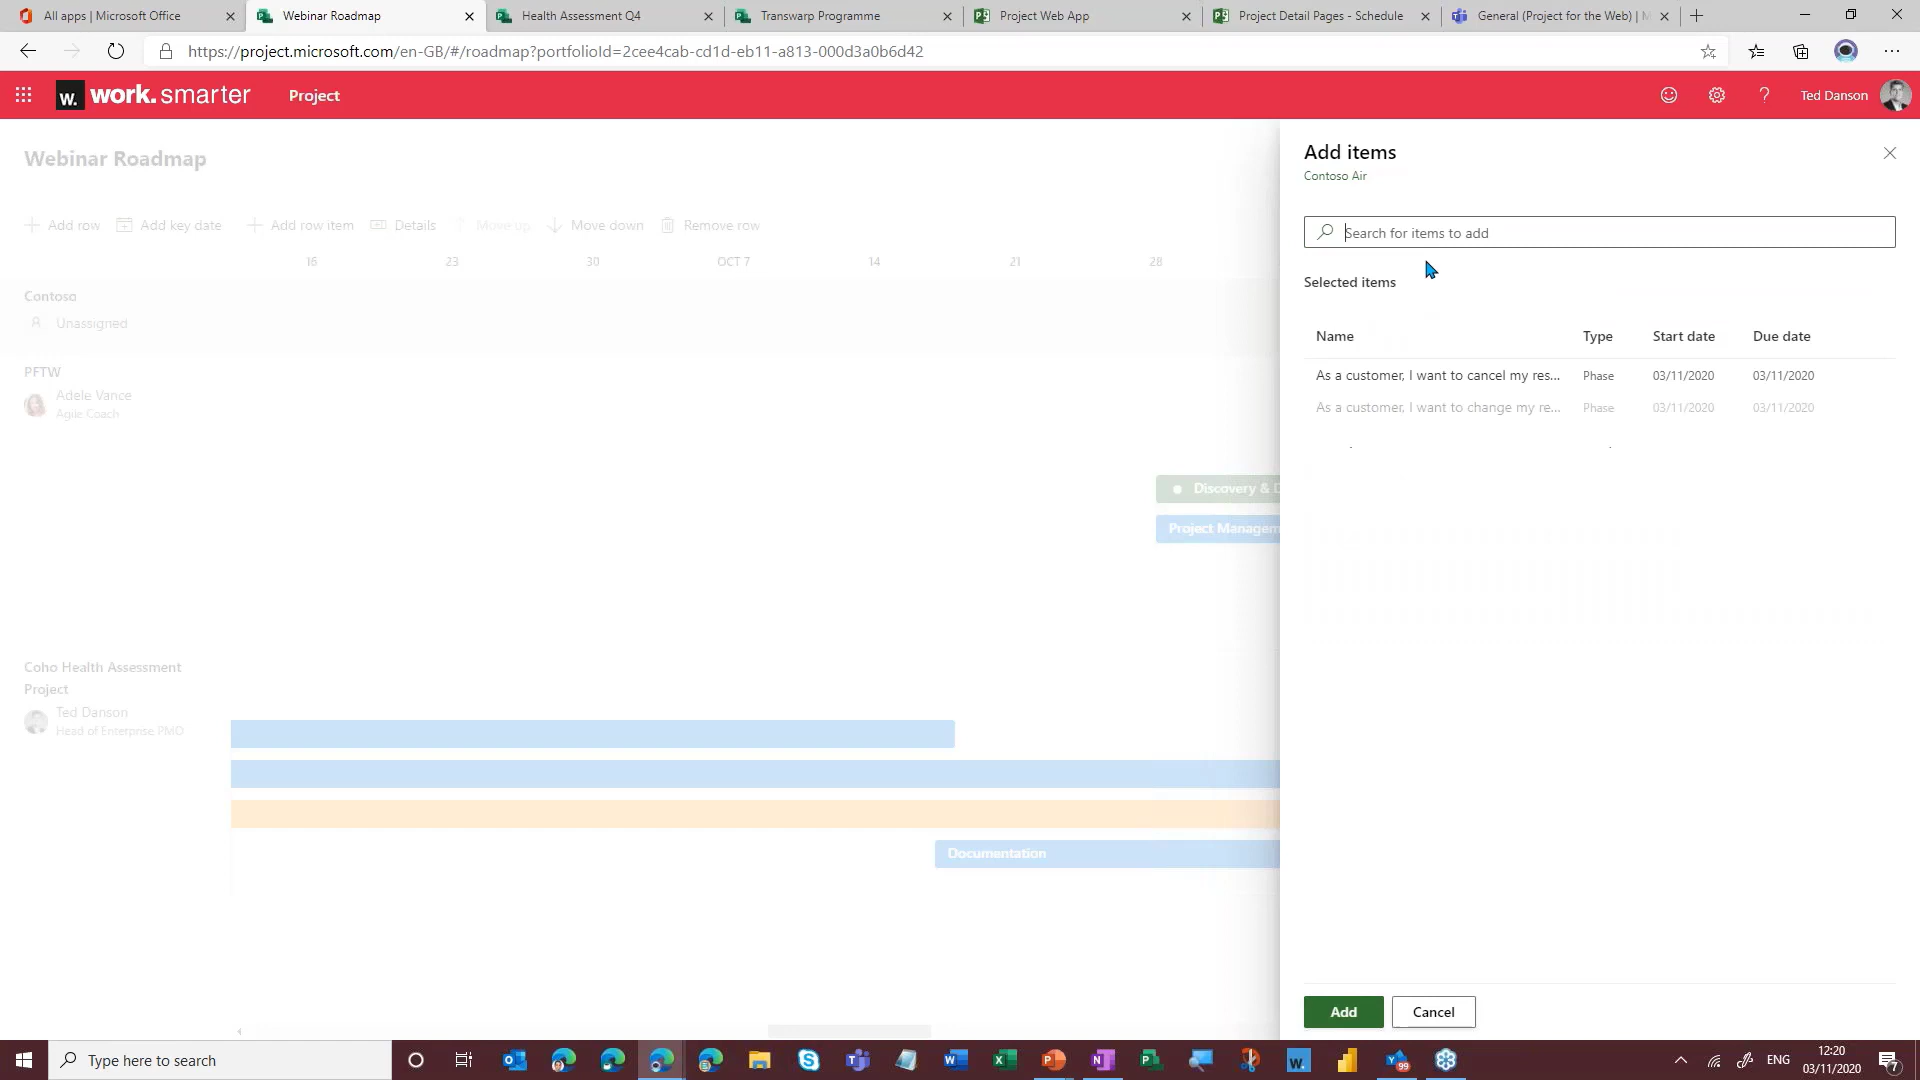 All apps | Microsoft Office
Webinar Roadmap
Health Assessment Q4
Transwarp Programme
Project Web App
Project Detail Pages - Schedule
General (Project for the Web) | M
https://project.microsoft.com/en-GB/#/roadmap?portfolioId=2cee4cab-cd1d-eb11-a813-000d3a0b6d42
w. work.smarter
Project
Ted Danson
Webinar Roadmap
Add row
Add key date
Add row item
Details
Move up
Move down
Remove row
16 23 30 OCT 7 14 21 28
Contoso
Unassigned
PFTW
Adele Vance
Agile Coach
Discovery & D
Project Managem
Coho Health Assessment
Project
Ted Danson
Head of Enterprise PMO
Documentation
Add items
Contoso Air
Search for items to add
Selected items
Name Type Start date Due date
As a customer, I want to cancel my res... Phase 03/11/2020 03/11/2020
As a customer, I want to change my re... Phase 03/11/2020 03/11/2020
Add
Cancel
Type here to search
99
ENG
12:20
03/11/2020
7